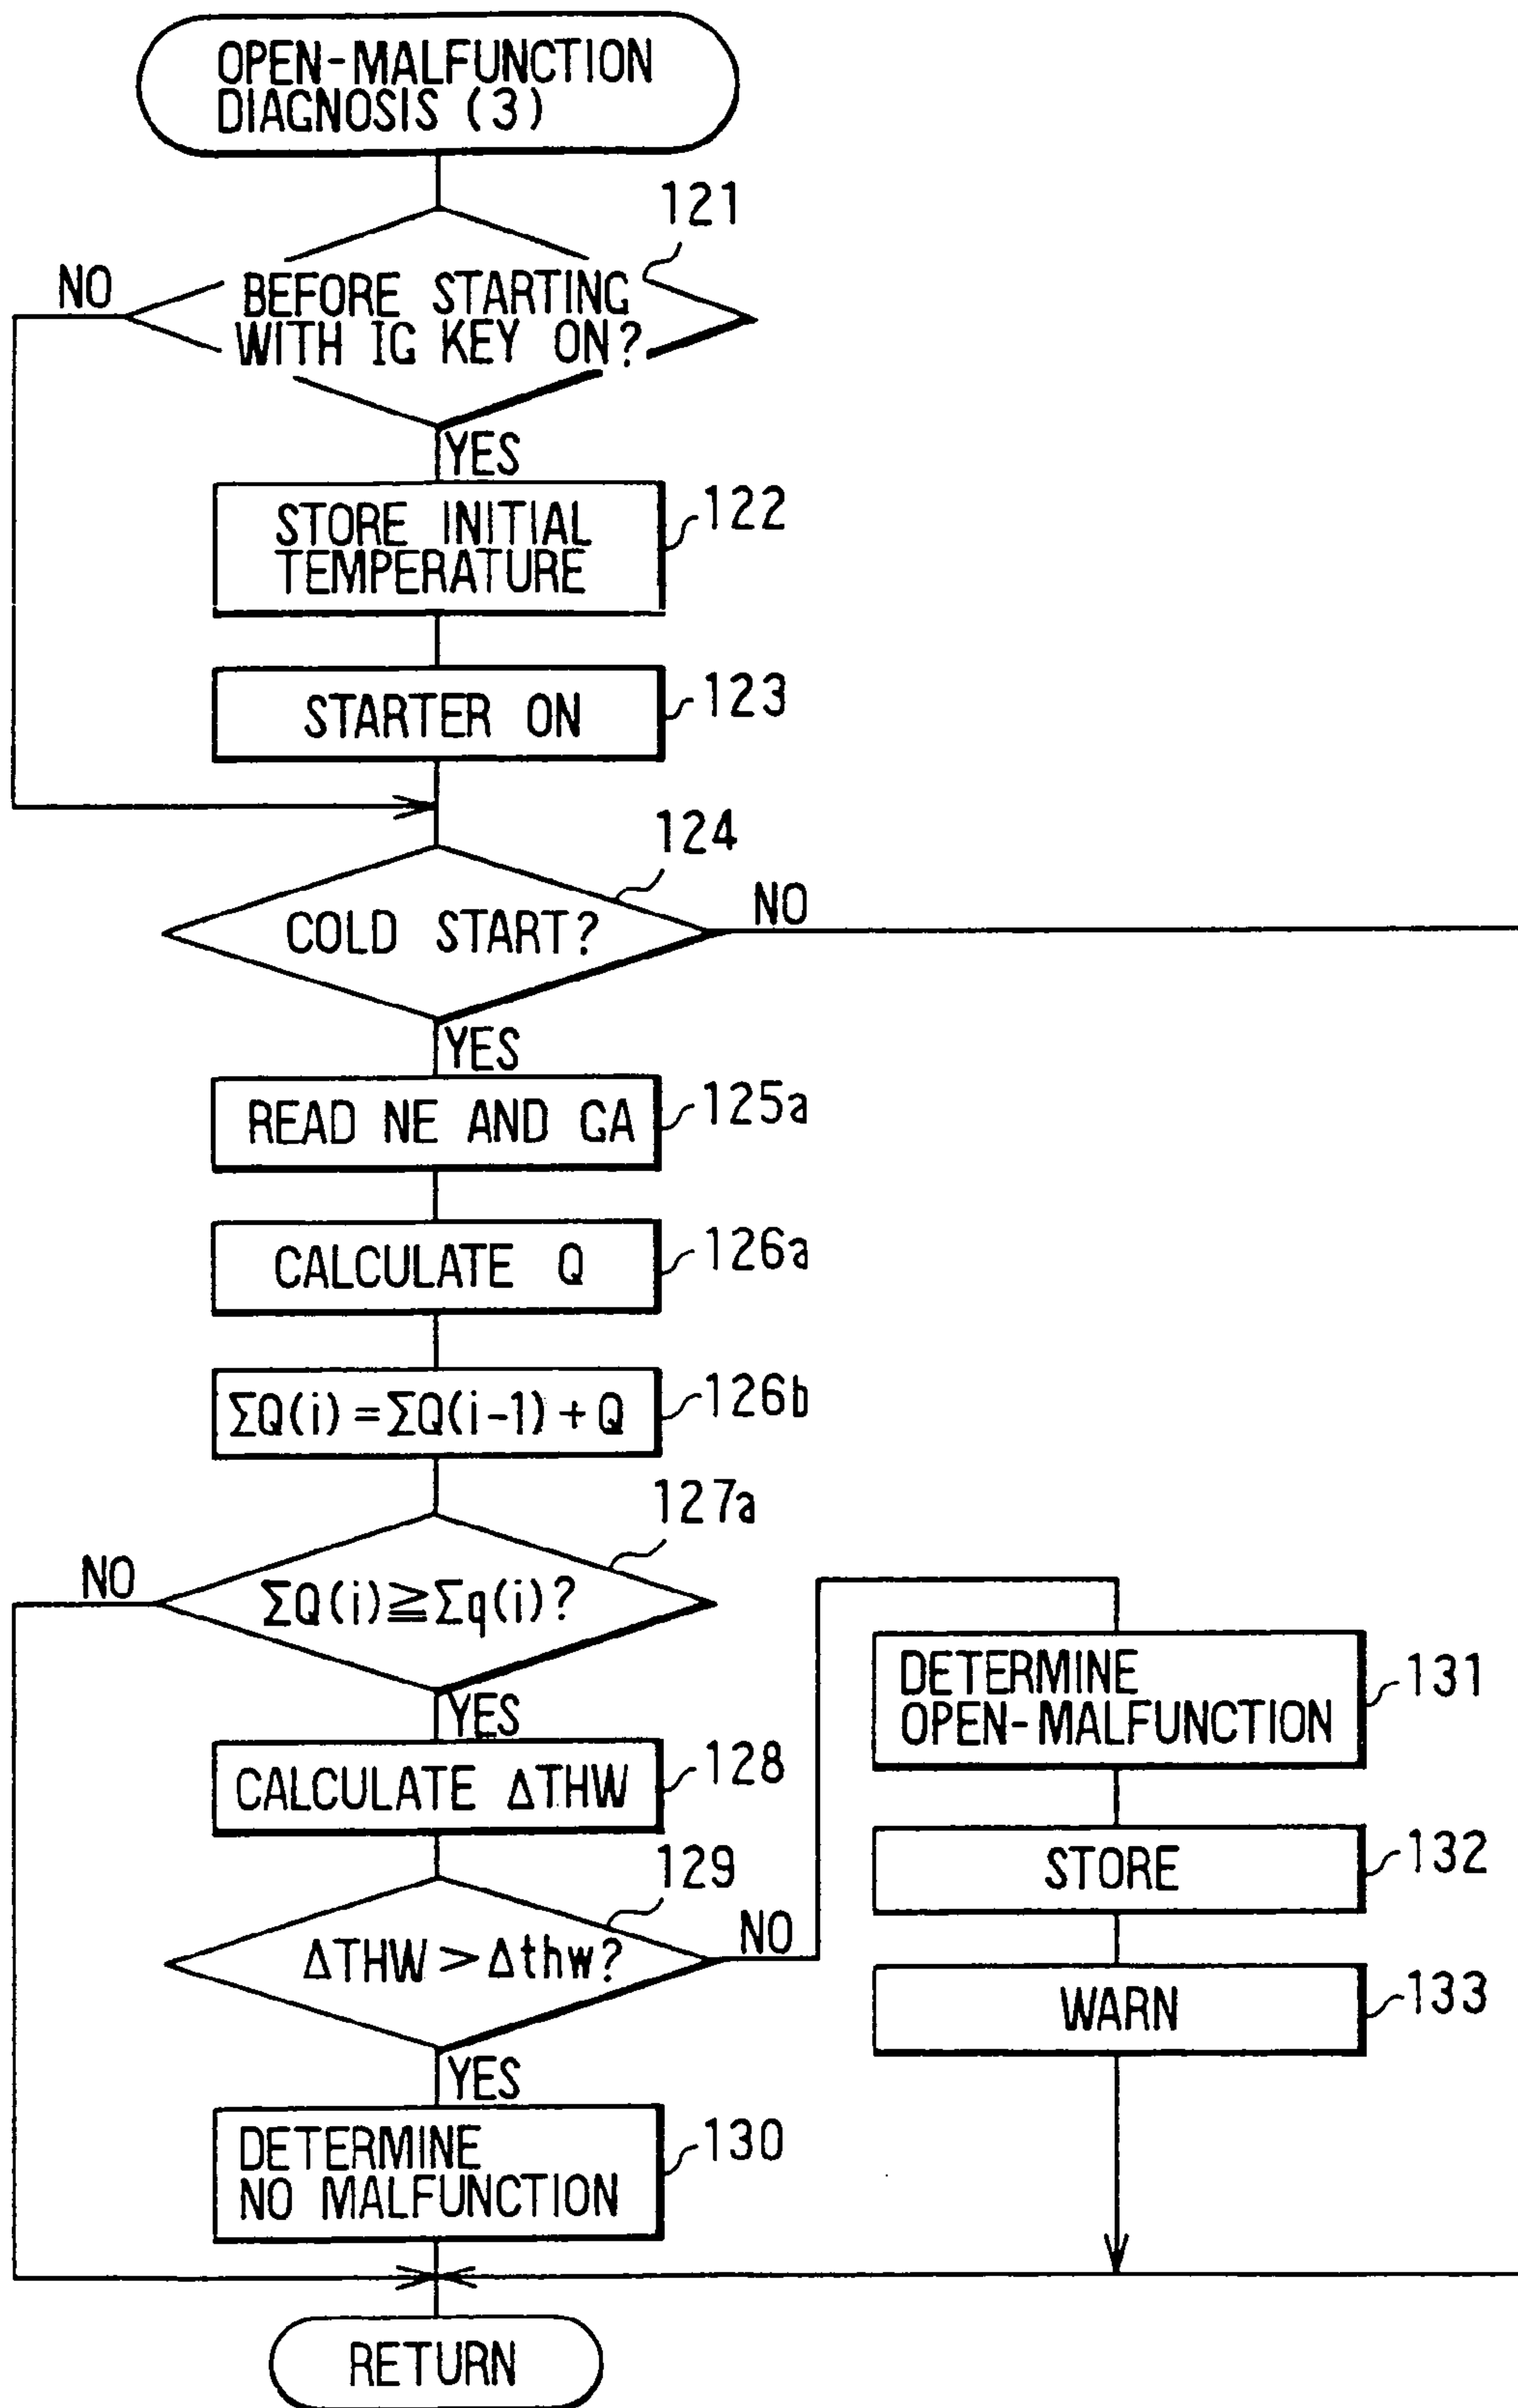 OPEN-MALFUNCTION
DIAGNOSIS (3)
121
NO
BEFORE STARTING
WITH IG KEY ON?
YES
STORE INITIAL
TEMPERATURE
122
STARTER ON
123
124
COLD START?
NO
YES
READ NE AND GA
125a
CALCULATE Q
126a
ΣQ(i)=ΣQ(i-1)+Q
126b
127a
NO
ΣQ(i)≧Σq(i)?
YES
CALCULATE ΔTHW
128
129
ΔTHW>Δthw?
NO
YES
DETERMINE
NO MALFUNCTION
130
DETERMINE
OPEN-MALFUNCTION
131
STORE
132
WARN
133
RETURN